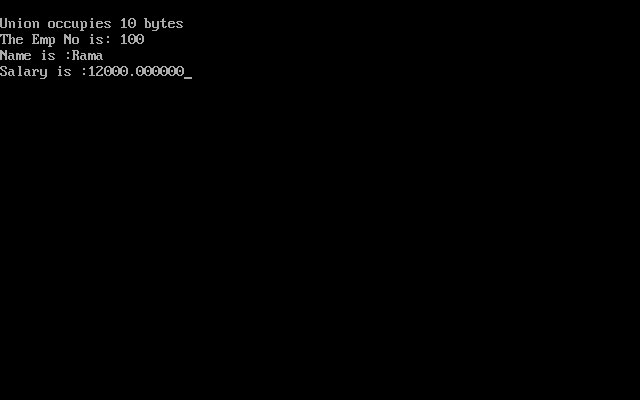 Union occupies 10 bytes
The Emp No is: 100
Name is :Rama
Salary is :12000.000000_